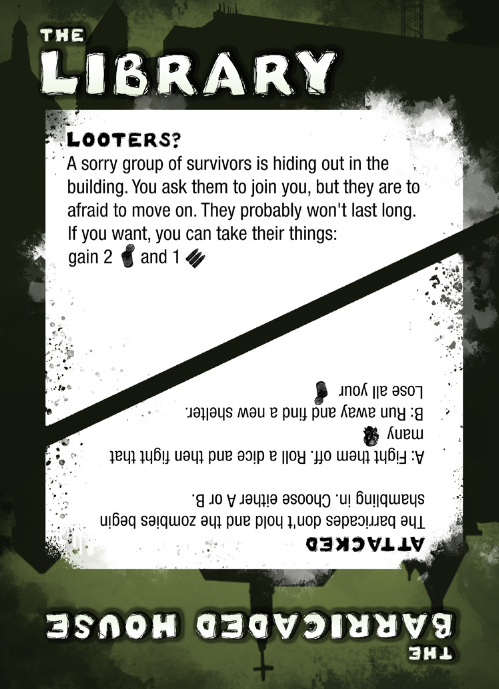 THE
LIBRARY
LOOTERS?
A sorry group of survivors is hiding out in the
building. You ask them to join you, but they are to
afraid to move on. They probably won't last long.
If you want, you can take their things:
gain 2 and 1
THE
BARRICADED HOUSE
ATTACKED
The barricades don't hold and the zombies begin
shambling in. Choose either A or B.
A: Fight them off. Roll a dice and then fight that
many
B: Run away and find a new shelter.
Lose all your